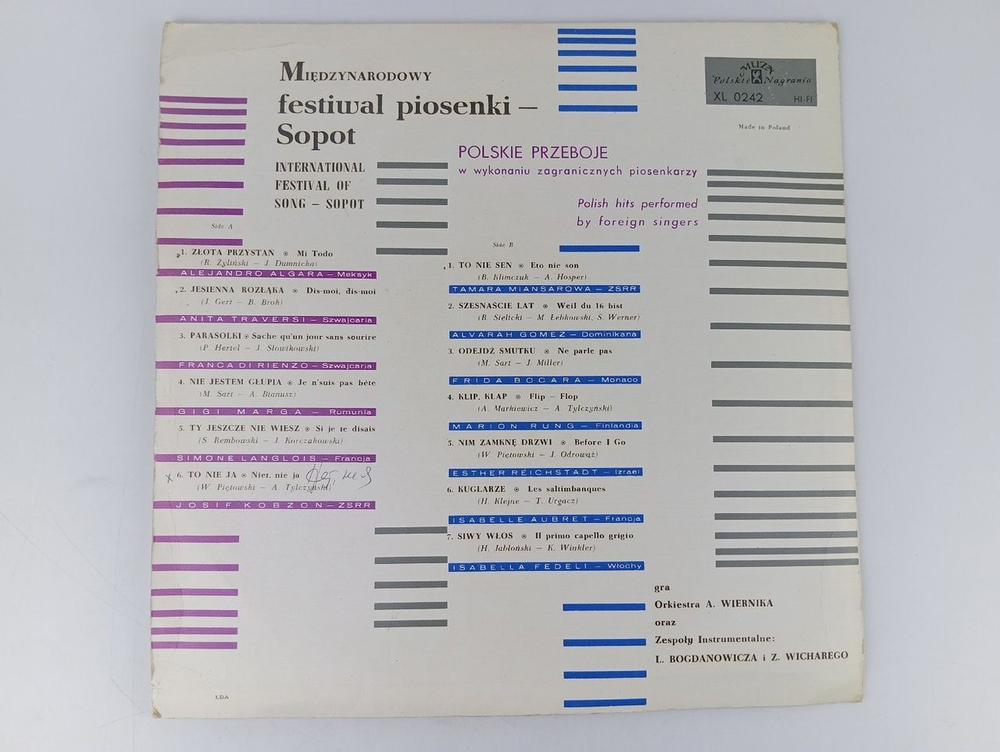 Międzynarodowy
festiwal piosenki –
Sopot
INTERNATIONAL
FESTIVAL OF
SONG – SOPOT
MUZA
Polskie Nagrania
XL 0242 HI-FI
Made in Poland
POLSKIE PRZEBOJE
w wykonaniu zagranicznych piosenkarzy
Polish hits performed
by foreign singers
Side A
1. ZŁOTA PRZYSTAŃ ∗ Mi Todo
(R. Żyliński – J. Dumnicka)
ALEJANDRO ALGARA – Meksyk
2. JESIENNA ROZŁĄKA ∗ Dis-moi, dis-moi
(J. Gert – B. Broh)
ANITA TRAVERSI – Szwajcaria
3. PARASOLKI ∗ Sache qu'un jour sans sourire
(P. Hertel – J. Słowikowski)
FRANCA DI RIENZO – Szwajcaria
4. NIE JESTEM GŁUPIA ∗ Je n'suis pas bête
(M. Sart – A. Bianusz)
GIGI MARGA – Rumunia
5. TY JESZCZE NIE WIESZ ∗ Si je te disais
(S. Rembowski – J. Korczakowski)
SIMONE LANGLOIS – Francja
x 6. TO NIE JA ∗ Niet, nie ja Нет, не я
(W. Piętowski – A. Tylczyński)
JOSIF KOBZON – ZSRR
Side B
1. TO NIE SEN ∗ Eto nie son
(B. Klimczuk – A. Hosper)
TAMARA MIANSAROWA – ZSRR
2. SZESNAŚCIE LAT ∗ Weil du 16 bist
(R. Sielicki – M. Łebkowski, S. Werner)
ALVARAH GOMEZ – Dominikana
3. ODEJDZ SMUTKU ∗ Ne parle pas
(M. Sart – J. Miller)
FRIDA BOCCARA – Monaco
4. KLIP, KLAP ∗ Flip – Flop
(A. Markiewicz – A. Tylczyński)
MARION RUNG – Finlandia
5. NIM ZAMKNĘ DRZWI ∗ Before I Go
(W. Piętowski – J. Odrowąż)
ESTHER REICHSTADT – Izrael
6. KUGLARZE ∗ Les saltimbanques
(H. Klejne – T. Urgacz)
ISABELLE AUBRET – Francja
7. SIWY WŁOS ∗ Il primo capello grigio
(H. Jabłoński – K. Winkler)
ISABELLA FEDELI – Włochy
gra
Orkiestra A. WIERNIKA
oraz
Zespoły Instrumentalne:
L. BOGDANOWICZA i Z. WICHAREGO
LDA